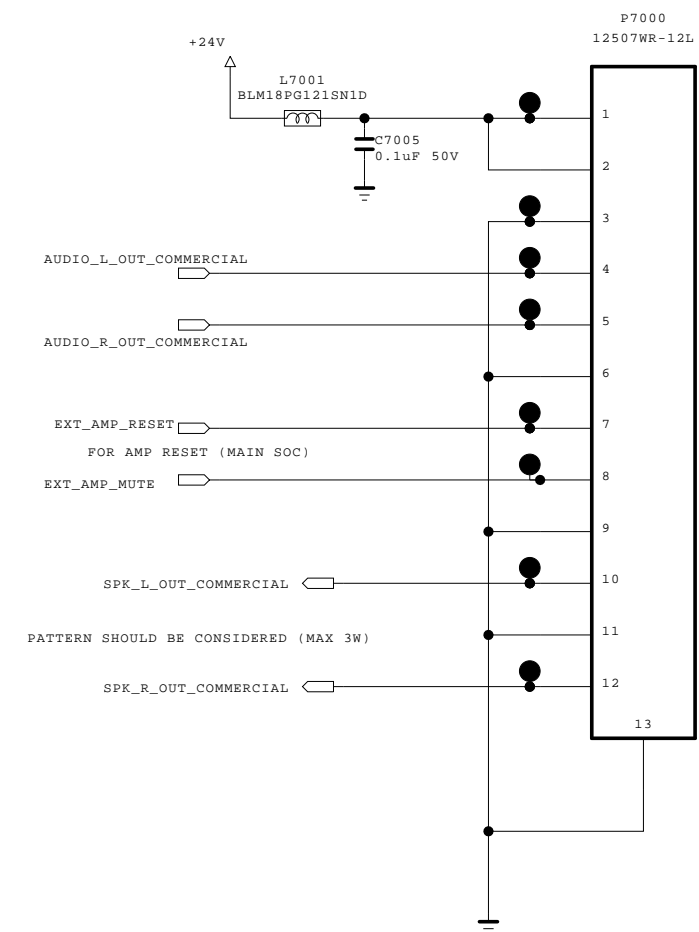 P7000
12507WR-12L
+24V
L7001
BLM18PG121SN1D
C7005
0.1uF 50V
1
2
3
AUDIO_L_OUT_COMMERCIAL
4
5
AUDIO_R_OUT_COMMERCIAL
6
EXT_AMP_RESET
7
FOR AMP RESET (MAIN SOC)
EXT_AMP_MUTE
8
9
SPK_L_OUT_COMMERCIAL
10
PATTERN SHOULD BE CONSIDERED (MAX 3W)
11
SPK_R_OUT_COMMERCIAL
12
13